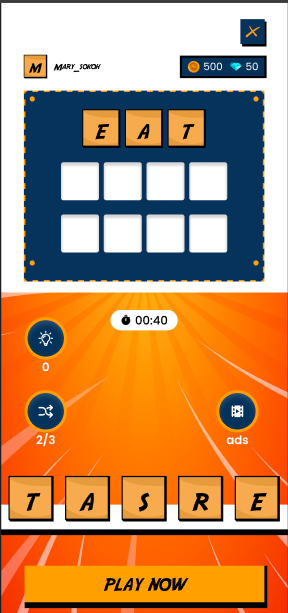 M MARY_SOKOH 500 50
E A T
00:40
0
2/3 ads
T A S R E
PLAY NOW